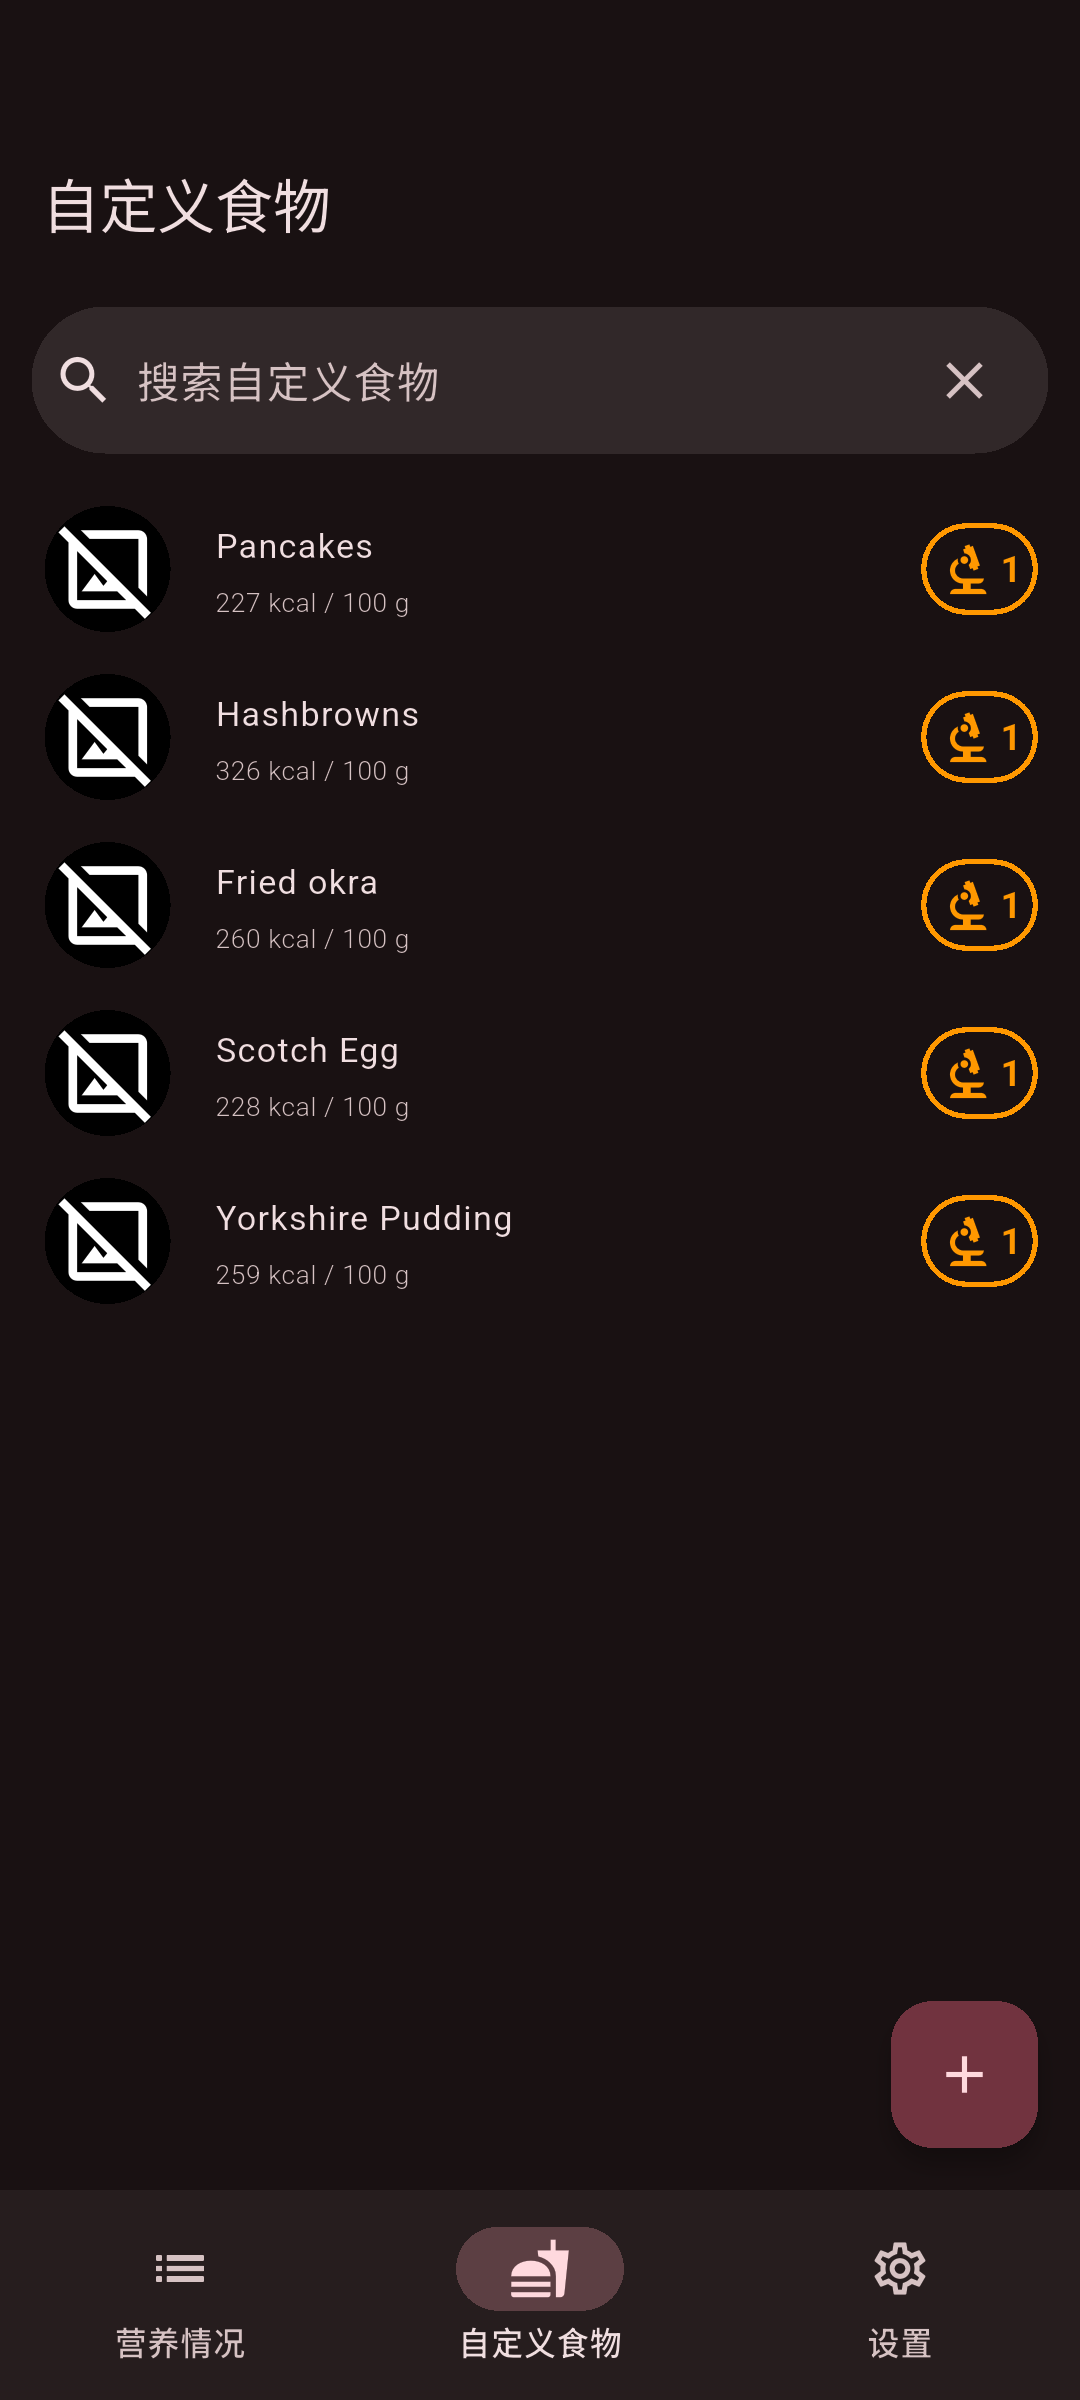 自定义食物
搜索自定义食物
Pancakes
227 kcal / 100 g
1
Hashbrowns
326 kcal / 100 g
1
Fried okra
260 kcal / 100 g
1
Scotch Egg
228 kcal / 100 g
1
Yorkshire Pudding
259 kcal / 100 g
1
营养情况
自定义食物
设置